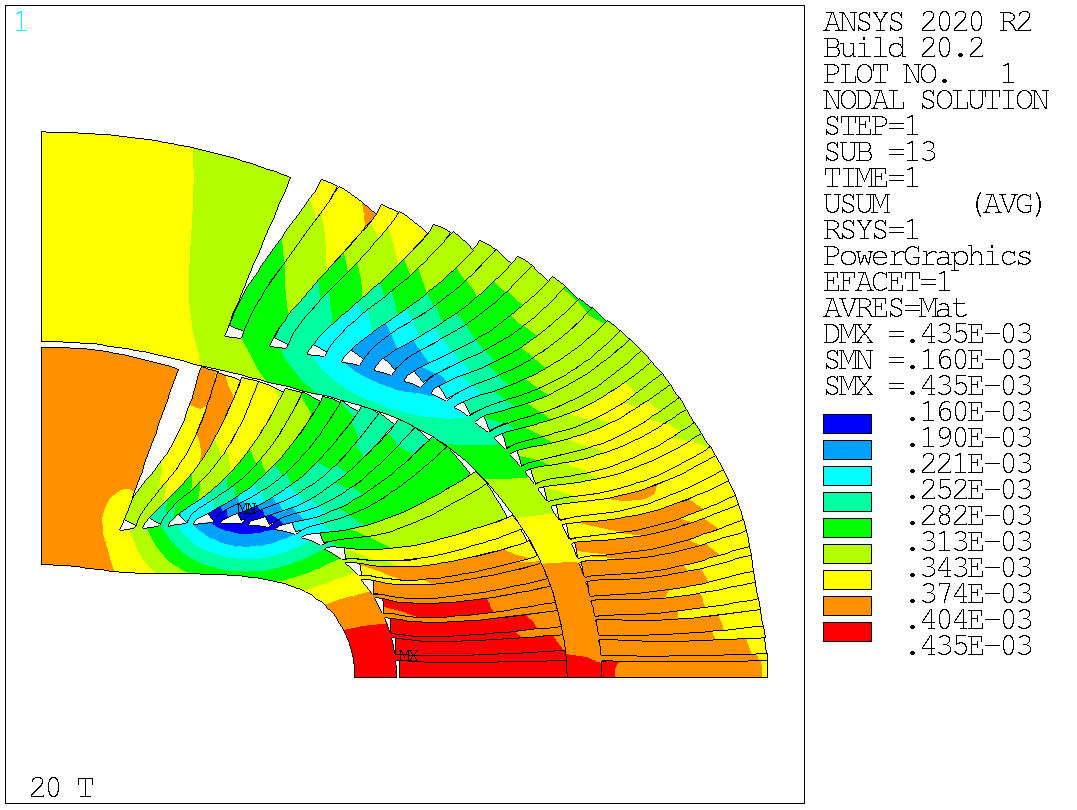 1
ANSYS 2020 R2
Build 20.2
PLOT NO. 1
NODAL SOLUTION
STEP=1
SUB =13
TIME=1
USUM (AVG)
RSYS=1
PowerGraphics
EFACET=1
AVRES=Mat
DMX =.435E-03
SMN =.160E-03
SMX =.435E-03
.160E-03
.190E-03
.221E-03
.252E-03
.282E-03
.313E-03
.343E-03
.374E-03
.404E-03
.435E-03
MN
MX
20 T